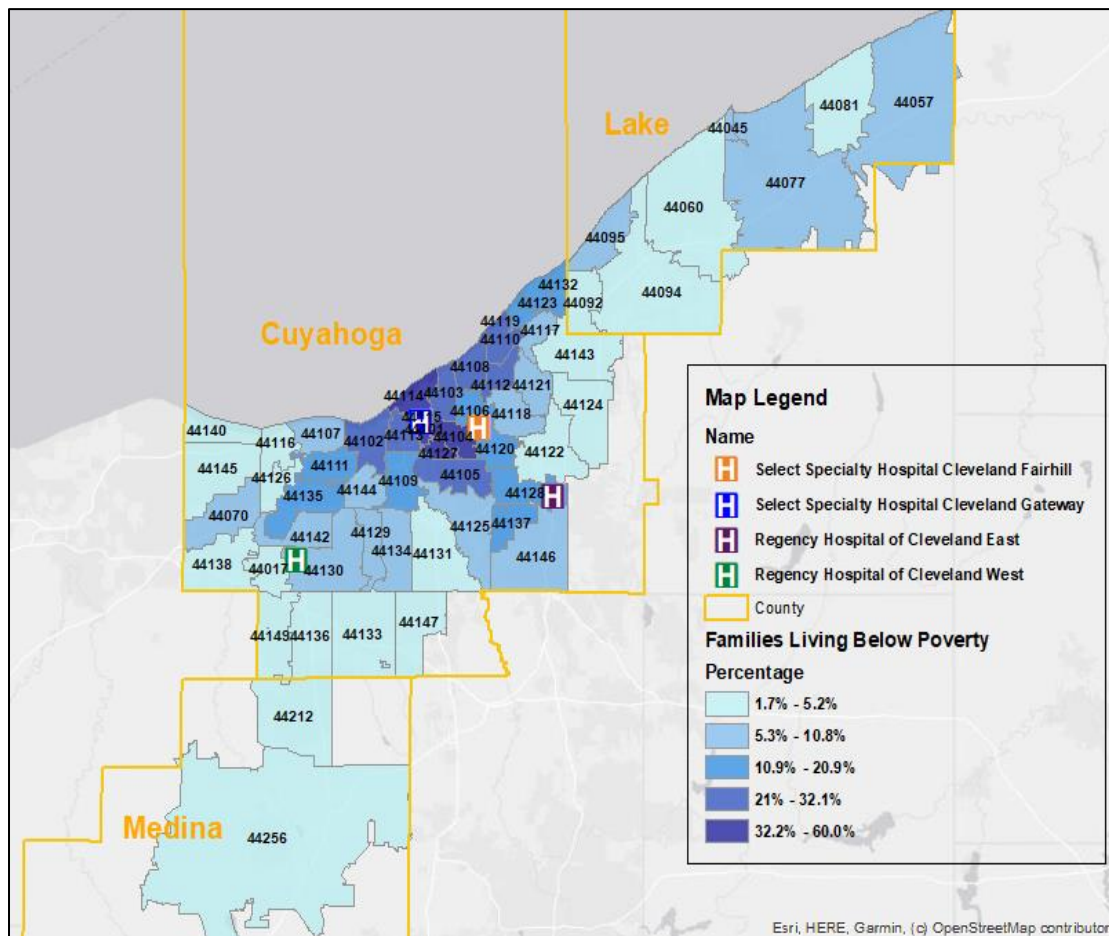 Lake
44081
44057
44045
44077
44060
44095
44094
44132
44092
44123
Cuyahoga
44119
44117
44110
44143
44108
44114
44103
44112
44121
44124
44106
44118
44140
44116
44107
44102
44113
44104
44120
44122
44127
44145
44126
44111
44105
44109
44128
44135
44144
44070
44125
44137
44142
44129
44134
44131
44146
44138
44017
44130
44149
44136
44133
44147
44212
Medina
44256
H
H
H
H
Map Legend
Name
H Select Specialty Hospital Cleveland Fairhill
H Select Specialty Hospital Cleveland Gateway
H Regency Hospital of Cleveland East
H Regency Hospital of Cleveland West
County
Families Living Below Poverty
Percentage
1.7% - 5.2%
5.3% - 10.8%
10.9% - 20.9%
21% - 32.1%
32.2% - 60.0%
Esri, HERE, Garmin, (c) OpenStreetMap contributor